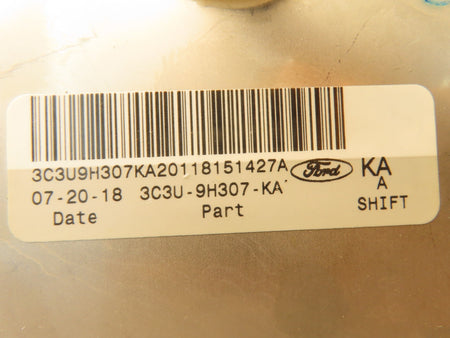 3C3U9H307KA20118151427A Ford KA
A
07-20-18 3C3U-9H307-KA
Date Part SHIFT